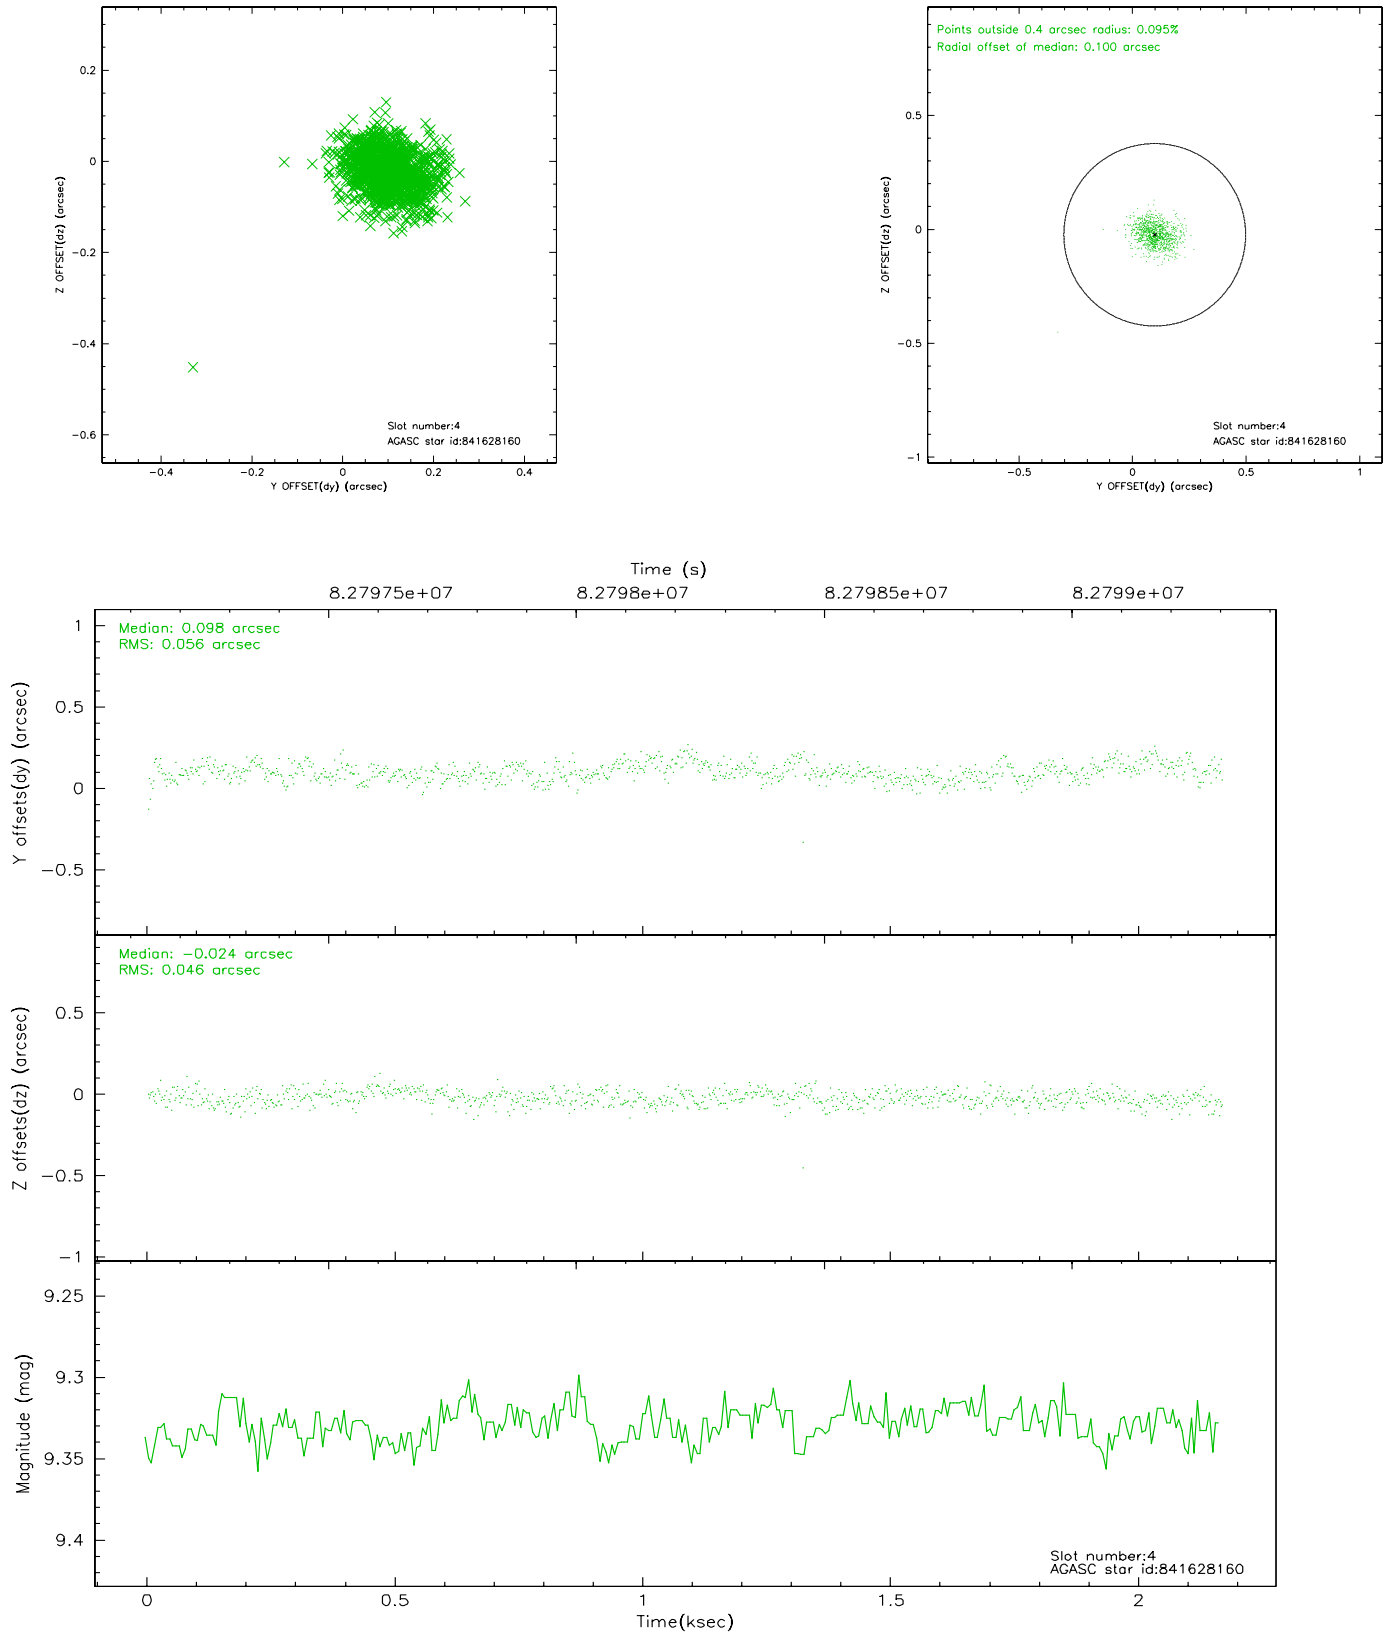 0.2
0
−0.2
−0.4
−0.6
Z OFFSET(dz) (arcsec)
−0.4
−0.2
0
0.2
0.4
Y OFFSET(dy) (arcsec)
Slot number:4
AGASC star id:841628160
Points outside 0.4 arcsec radius: 0.095%
Radial offset of median: 0.100 arcsec
0.5
0
−0.5
−1
Z OFFSET(dz) (arcsec)
−0.5
0
0.5
1
Y OFFSET(dy) (arcsec)
Slot number:4
AGASC star id:841628160
Time (s)
8.27975e+07
8.2798e+07
8.27985e+07
8.2799e+07
Median: 0.098 arcsec
RMS: 0.056 arcsec
1
0.5
0
−0.5
Y offsets(dy) (arcsec)
Median: −0.024 arcsec
RMS: 0.046 arcsec
0.5
0
−0.5
−1
Z offsets(dz) (arcsec)
9.25
9.3
9.35
9.4
Magnitude (mag)
Slot number:4
AGASC star id:841628160
0
0.5
1
1.5
2
Time(ksec)